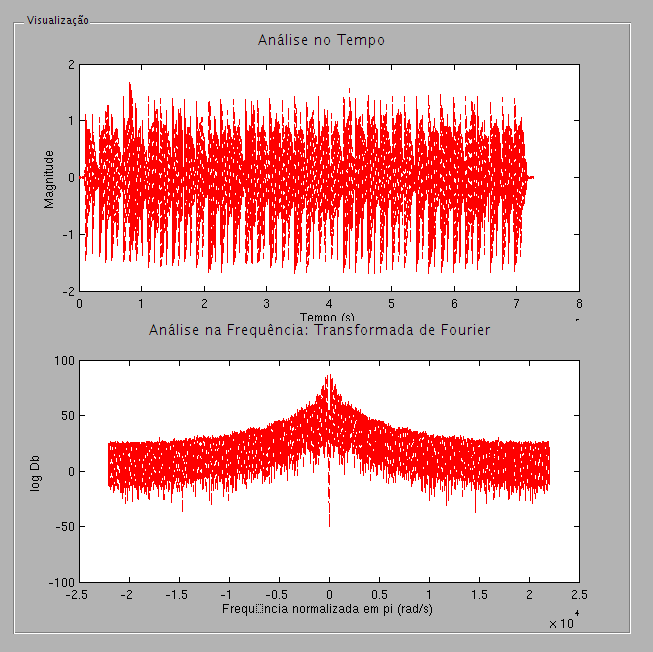 Visualização
Análise no Tempo
2
1
0
-1
-2
Magnitude
0 1 2 3 4 5 6 7 8
Tempo (s)
Análise na Frequência: Transformada de Fourier
100
50
0
-50
-100
log Db
-2.5 -2 -1.5 -1 -0.5 0 0.5 1 1.5 2 2.5
Frequ▯ncia normalizada em pi (rad/s)
× 10 4